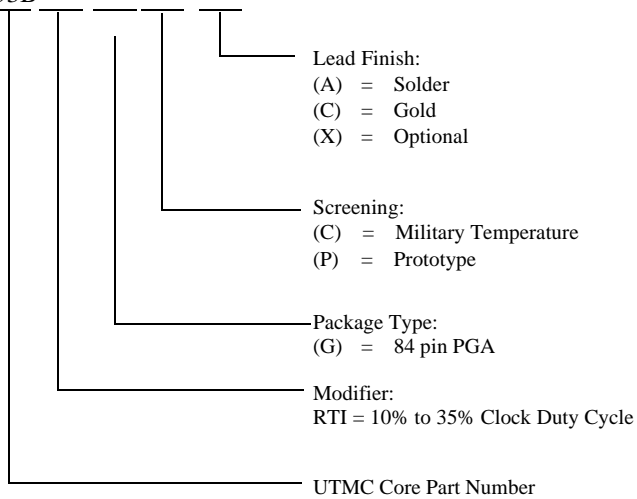 Lead Finish:
(A) = Solder
(C) = Gold
(X) = Optional
Screening:
(C) = Military Temperature
(P) = Prototype
Package Type:
(G) = 84 pin PGA
Modifier:
RTI = 10% to 35% Clock Duty Cycle
UTMC Core Part Number